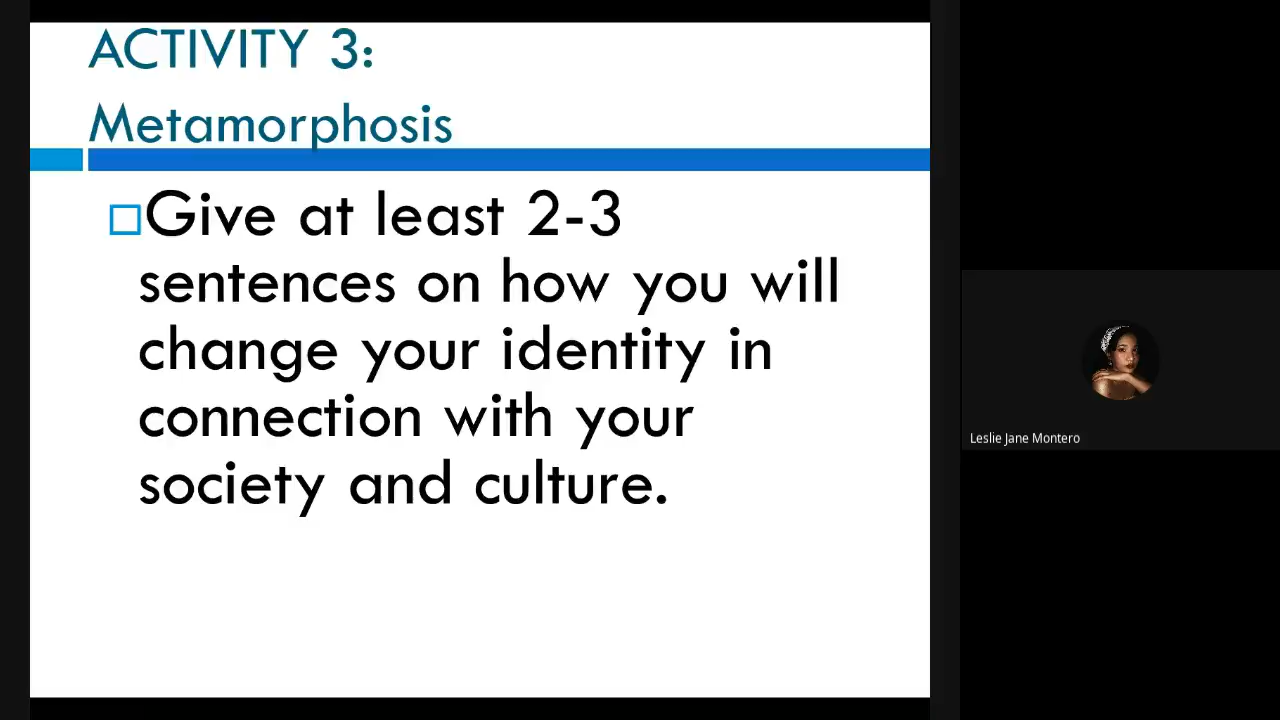 ACTIVITY 3:
Metamorphosis
Give at least 2-3
sentences on how you will
change your identity in
connection with your
society and culture.
Leslie Jane Montero